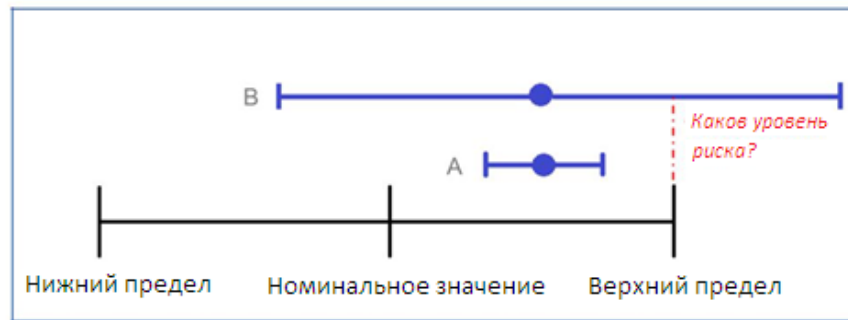 B
Каков уровень
риска?
A
Нижний предел
Номинальное значение
Верхний предел